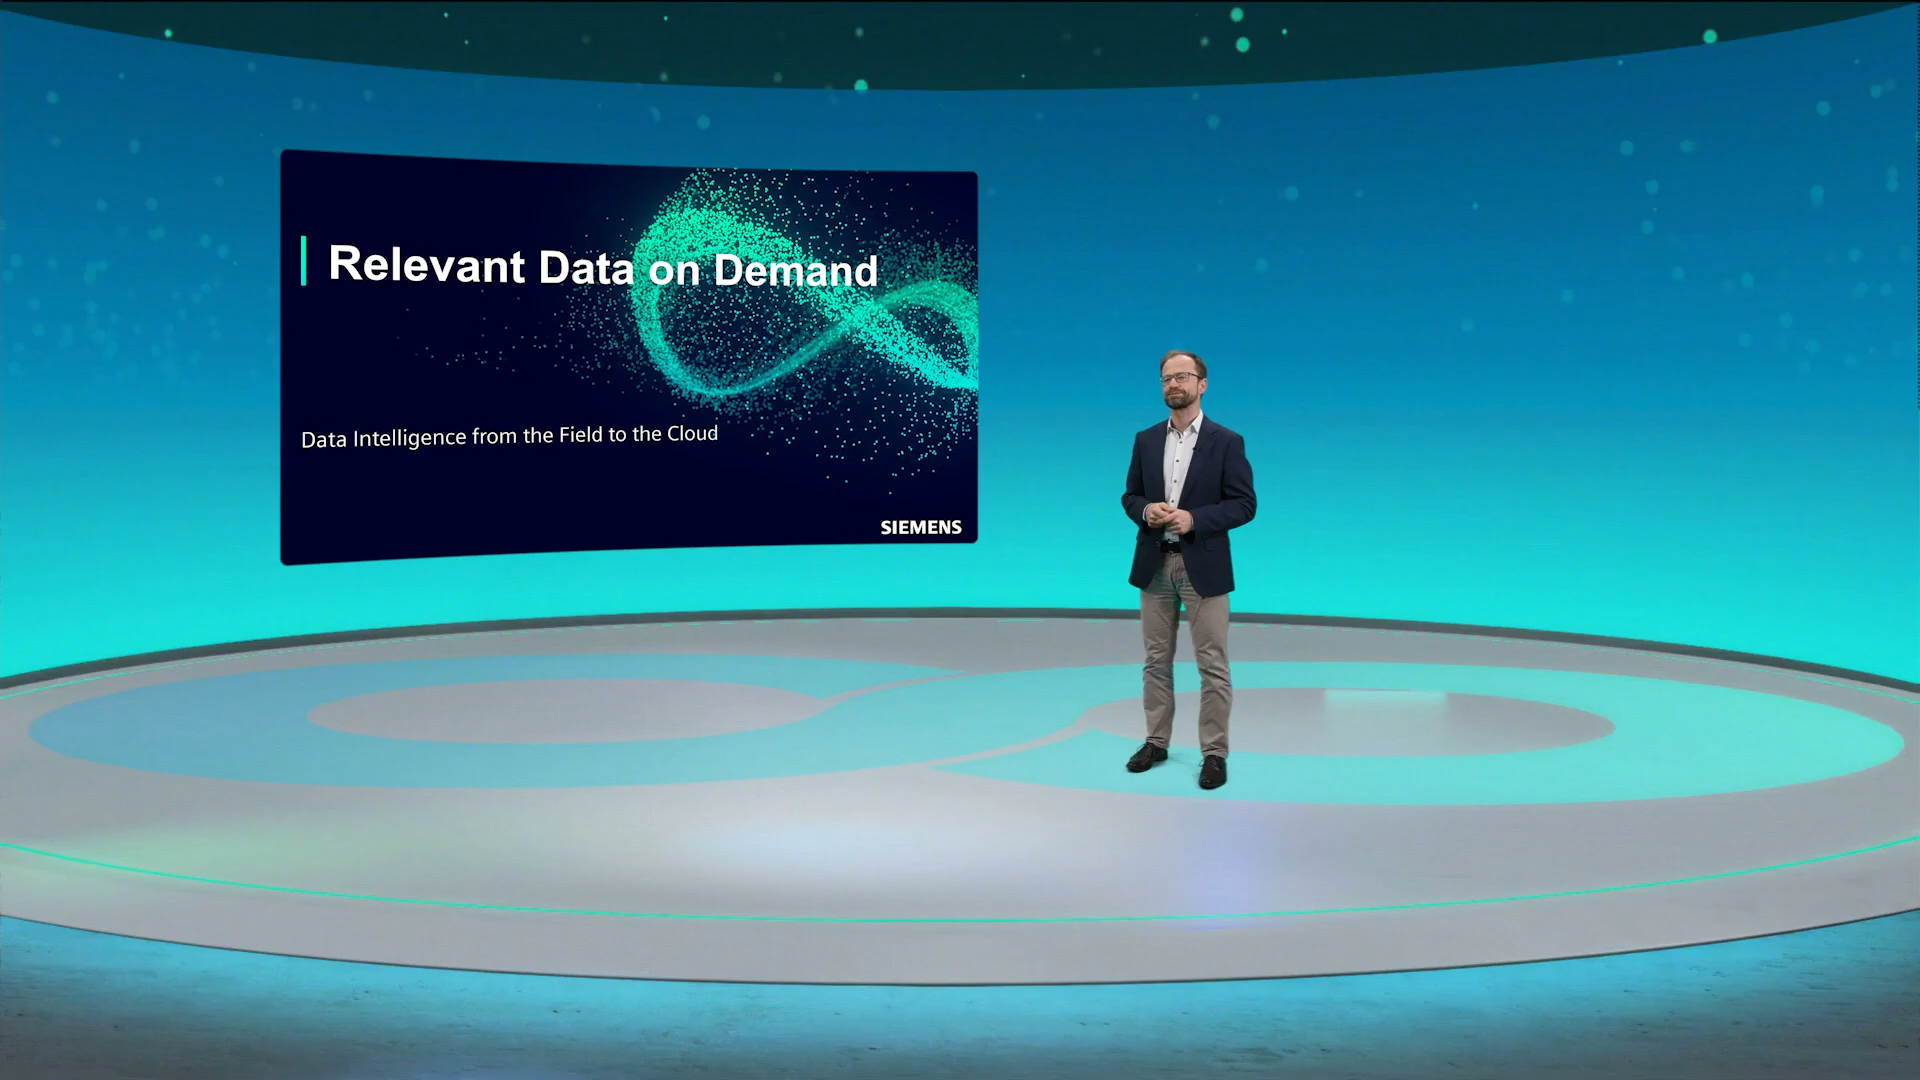 Relevant Data on Demand
Data Intelligence from the Field to the Cloud
SIEMENS